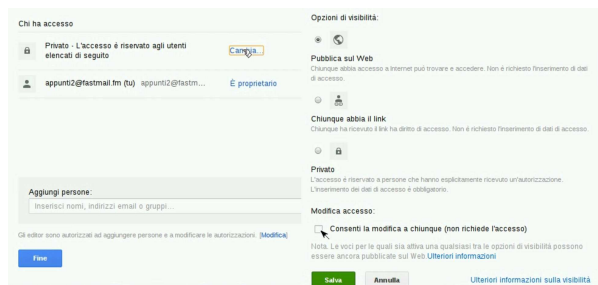 Chi ha accesso
Privato - L'accesso è riservato agli utenti
elencati di seguito
Cambia...
appunti2@fastmail.fm (tu) appunti2@fastm...
È proprietario
Aggiungi persone:
Inserisci nomi, indirizzi email o gruppi...
Gli editor sono autorizzati ad aggiungere persone e a modificare le autorizzazioni. [Modifica]
Fine
Opzioni di visibilità:
Pubblica sul Web
Chiunque abbia accesso a Internet può trovare e accedere. Non è richiesto l'inserimento di dati
di accesso.
Chiunque abbia il link
Chiunque ha ricevuto il link ha diritto di accesso. Non è richiesto l'inserimento di dati di accesso.
Privato
L'accesso è riservato a persone che hanno esplicitamente ricevuto un'autorizzazione.
L'inserimento dei dati di accesso è obbligatorio.
Modifica accesso:
Consenti la modifica a chiunque (non richiede l'accesso)
Nota. Le voci per le quali sia attiva una qualsiasi tra le opzioni di visibilità possono
essere ancora pubblicate sul Web.Ulteriori informazioni
Salva Annulla Ulteriori informazioni sulla visibilità